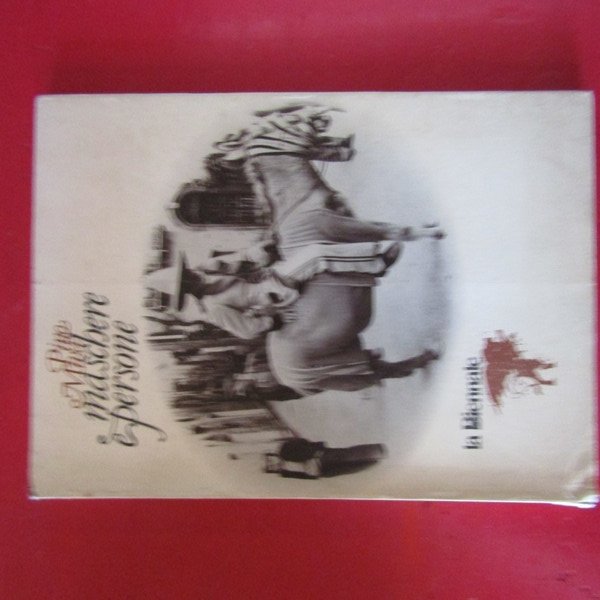 maschere
e persone
la Biennale